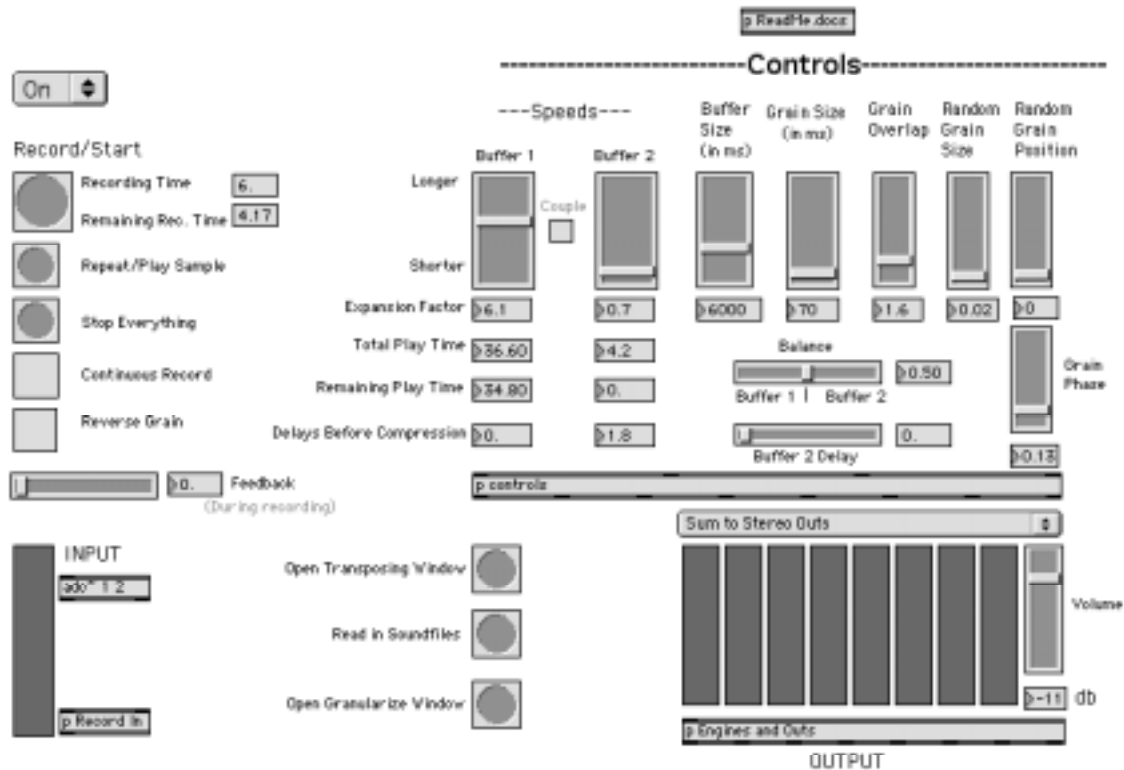 p ReadMe.docs
-------------------------Controls-------------------------
On
---Speeds---
Buffer Size (in ms)
Grain Size (in ms)
Grain Overlap
Random Grain Size
Random Grain Position
Record/Start
Buffer 1
Buffer 2
Recording Time 6.
Longer
Couple
Remaining Rec. Time 4.17
Repeat/Play Sample
Shorter
Expansion Factor 6.1 0.7 6000 70 1.6 0.02 0
Stop Everything
Total Play Time 36.60 4.2
Balance
0.50
Grain Phase
Continuous Record
Remaining Play Time 34.80 0.
Buffer 1 | Buffer 2
Reverse Grain
Delays Before Compression 0. 1.8
0.
Buffer 2 Delay
0.13
0. Feedback
(During recording)
p controls
Sum to Stereo Outs
INPUT
adc~ 1 2
Open Transposing Window
Volume
Read in Soundfiles
Open Granularize Window
-11 db
p Record In
p Engines and Outs
OUTPUT